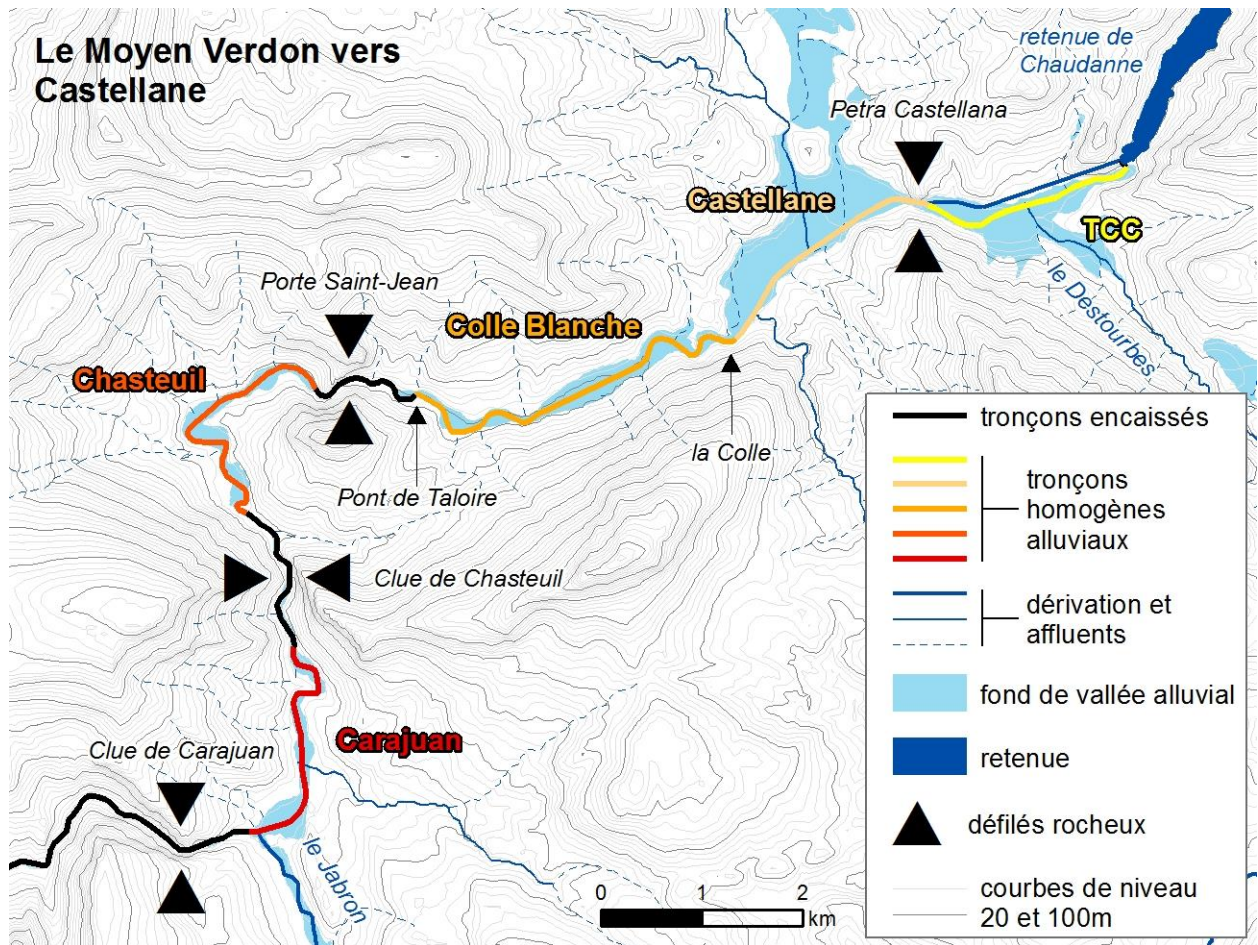 Le Moyen Verdon vers
Castellane
retenue de
Chaudanne
Petra Castellana
Castellane
TCC
le Destourbes
Porte Saint-Jean
Colle Blanche
Chasteuil
la Colle
Pont de Taloire
Clue de Chasteuil
Carajuan
Clue de Carajuan
le Jabron
0 1 2
km
tronçons encaissés
tronçons
homogènes
alluviaux
dérivation et
affluents
fond de vallée alluvial
retenue
défilés rocheux
courbes de niveau
20 et 100m